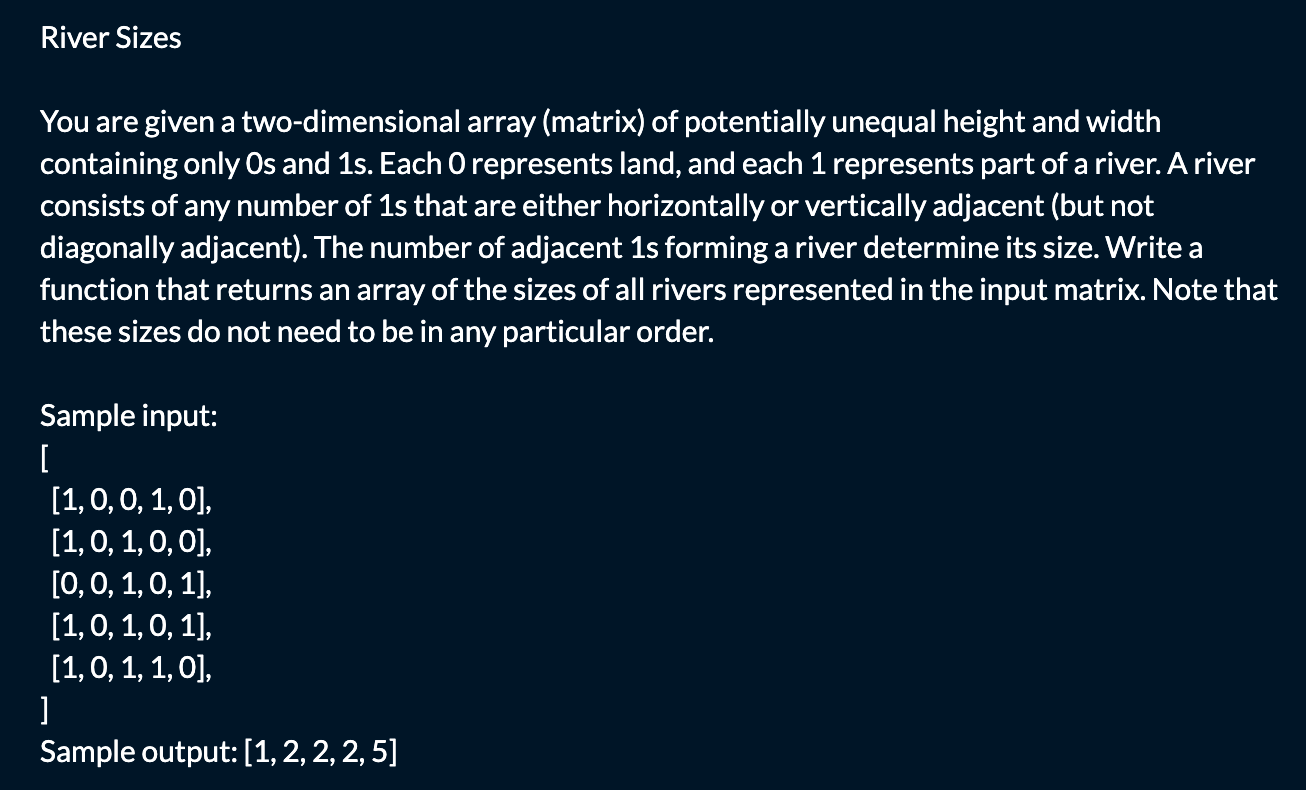 River Sizes
You are given a two-dimensional array (matrix) of potentially unequal height and width
containing only 0s and 1s. Each 0 represents land, and each 1 represents part of a river. A river
consists of any number of 1s that are either horizontally or vertically adjacent (but not
diagonally adjacent). The number of adjacent 1s forming a river determine its size. Write a
function that returns an array of the sizes of all rivers represented in the input matrix. Note that
these sizes do not need to be in any particular order.
Sample input:
[
[1, 0, 0, 1, 0],
[1, 0, 1, 0, 0],
[0, 0, 1, 0, 1],
[1, 0, 1, 0, 1],
[1, 0, 1, 1, 0],
]
Sample output: [1, 2, 2, 2, 5]